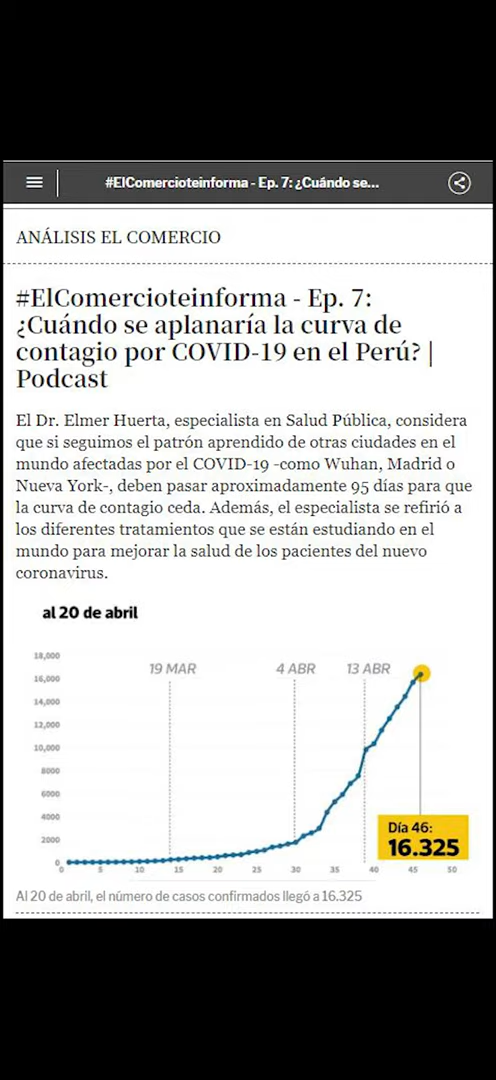 #ElComercioteinforma - Ep. 7: ¿Cuándo se...
ANÁLISIS EL COMERCIO
#ElComercioteinforma - Ep. 7:
¿Cuándo se aplanaría la curva de
contagio por COVID-19 en el Perú? |
Podcast
El Dr. Elmer Huerta, especialista en Salud Pública, considera
que si seguimos el patrón aprendido de otras ciudades en el
mundo afectadas por el COVID-19 -como Wuhan, Madrid o
Nueva York-, deben pasar aproximadamente 95 días para que
la curva de contagio ceda. Además, el especialista se refirió a
los diferentes tratamientos que se están estudiando en el
mundo para mejorar la salud de los pacientes del nuevo
coronavirus.
al 20 de abril
18,000
19 MAR 4 ABR 13 ABR
16,000
14,000
12,000
10,000
8000
6000
4000
Día 46:
2000
16.325
0
0 5 10 15 20 25 30 35 40 45 50
Al 20 de abril, el número de casos confirmados llegó a 16.325